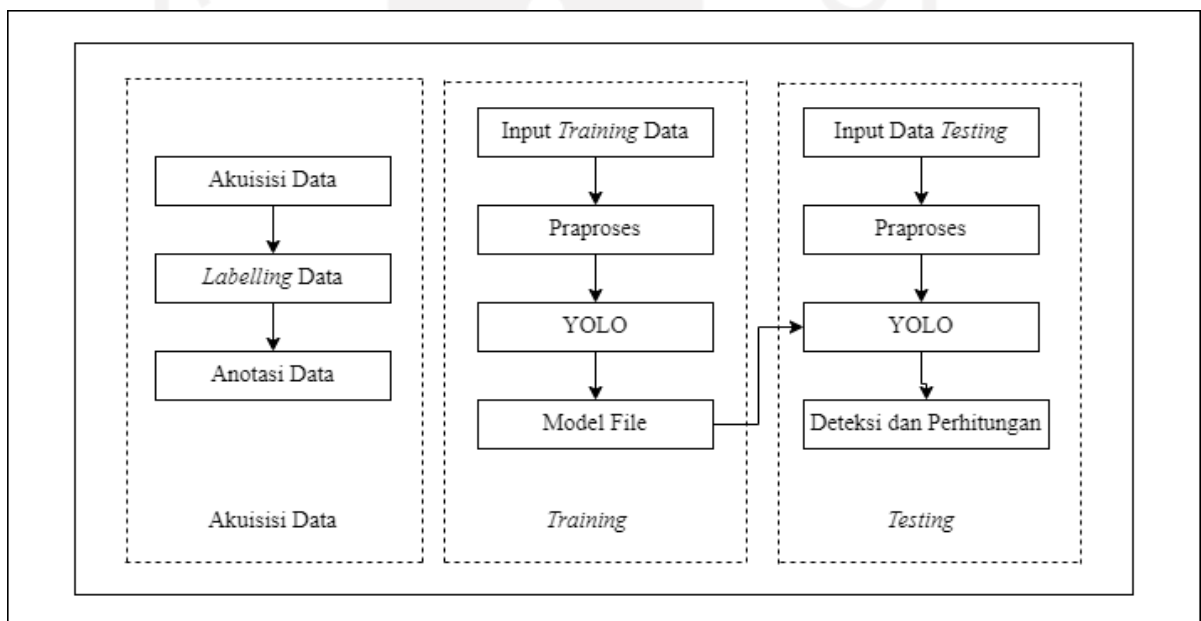 Akuisisi Data
Labelling Data
Anotasi Data
Akuisisi Data
Input Training Data
Praproses
YOLO
Model File
Training
Input Data Testing
Praproses
YOLO
Deteksi dan Perhitungan
Testing